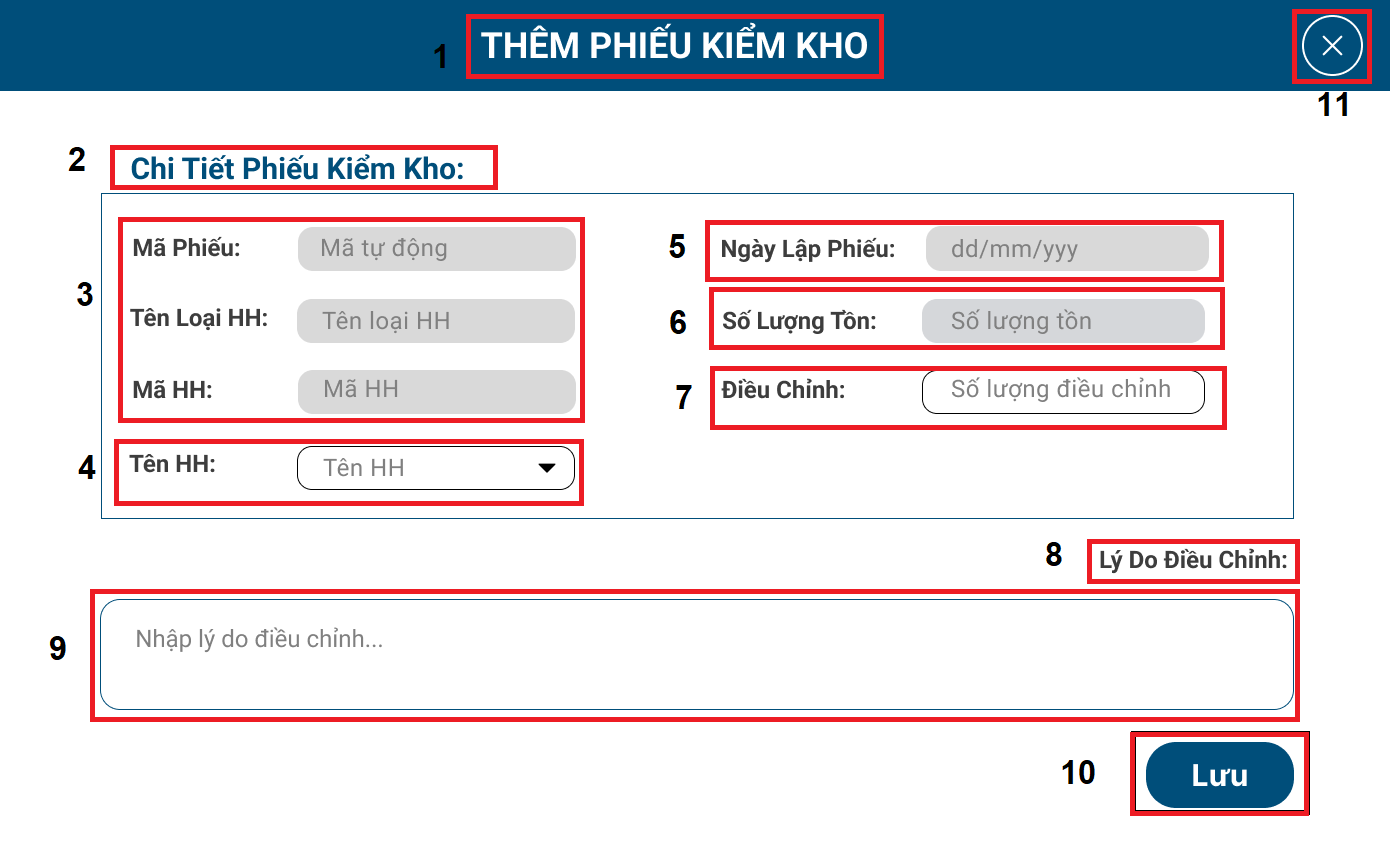 1 THÊM PHIẾU KIỂM KHO
11
2 Chi Tiết Phiếu Kiểm Kho:
3
Mã Phiếu: Mã tự động
Tên Loại HH: Tên loại HH
Mã HH: Mã HH
4 Tên HH: Tên HH
5 Ngày Lập Phiếu: dd/mm/yyy
6 Số Lượng Tồn: Số lượng tồn
7 Điều Chỉnh: Số lượng điều chỉnh
8 Lý Do Điều Chỉnh:
9 Nhập lý do điều chỉnh...
10 Lưu